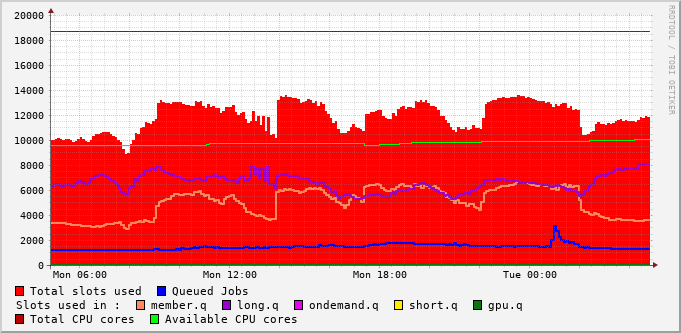 20000
18000
16000
14000
12000
10000
8000
6000
4000
2000
0
Mon 06:00 Mon 12:00 Mon 18:00 Tue 00:00
RRDTOOL / TOBI OETIKER
Total slots used Queued Jobs
Slots used in : member.q long.q ondemand.q short.q gpu.q
Total CPU cores Available CPU cores